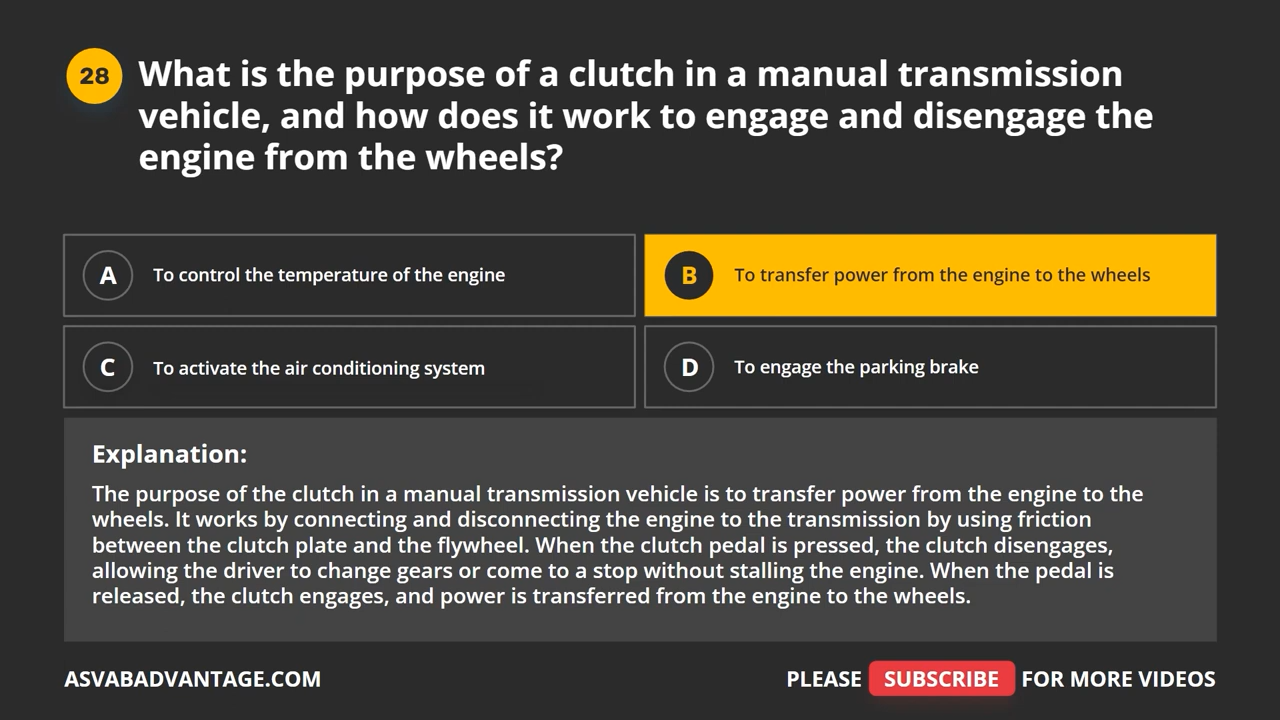 28
What is the purpose of a clutch in a manual transmission
vehicle, and how does it work to engage and disengage the
engine from the wheels?
A To control the temperature of the engine
B To transfer power from the engine to the wheels
C To activate the air conditioning system
D To engage the parking brake
Explanation:
The purpose of the clutch in a manual transmission vehicle is to transfer power from the engine to the
wheels. It works by connecting and disconnecting the engine to the transmission by using friction
between the clutch plate and the flywheel. When the clutch pedal is pressed, the clutch disengages,
allowing the driver to change gears or come to a stop without stalling the engine. When the pedal is
released, the clutch engages, and power is transferred from the engine to the wheels.
ASVABADVANTAGE.COM
PLEASE SUBSCRIBE FOR MORE VIDEOS